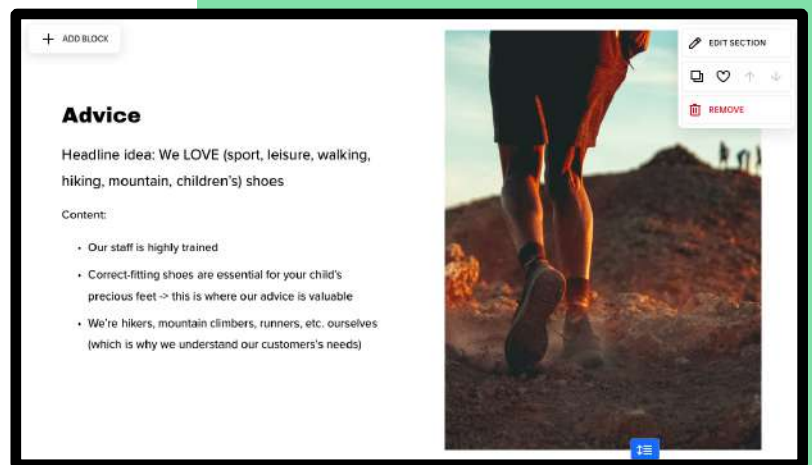 ADD BLOCK
EDIT SECTION
REMOVE
Advice
Headline idea: We LOVE (sport, leisure, walking,
hiking, mountain, children's) shoes
Content:
• Our staff is highly trained
• Correct-fitting shoes are essential for your child's
precious feet -> this is where our advice is valuable
• We're hikers, mountain climbers, runners, etc. ourselves
(which is why we understand our customers's needs)